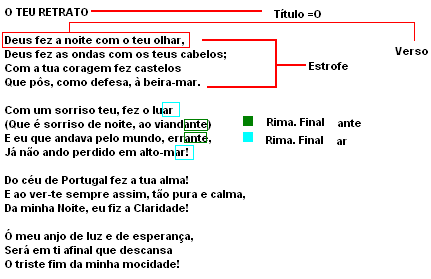 O TEU RETRATO
Título =O
Verso
Deus fez a noite com o teu olhar,
Deus fez as ondas com os teus cabelos;
Com a tua coragem fez castelos
Que pôs, como defesa, à beira-mar.
Estrofe
Com um sorriso teu, fez o luar
(Que é sorriso de noite, ao viandante)
E eu que andava pelo mundo, errante,
Já não ando perdido em alto-mar!
Rima. Final ante
Rima. Final ar
Do céu de Portugal fez a tua alma!
E ao ver-te sempre assim, tão pura e calma,
Da minha Noite, eu fiz a Claridade!
Ó meu anjo de luz e de esperança,
Será em ti afinal que descansa
O triste fim da minha mocidade!